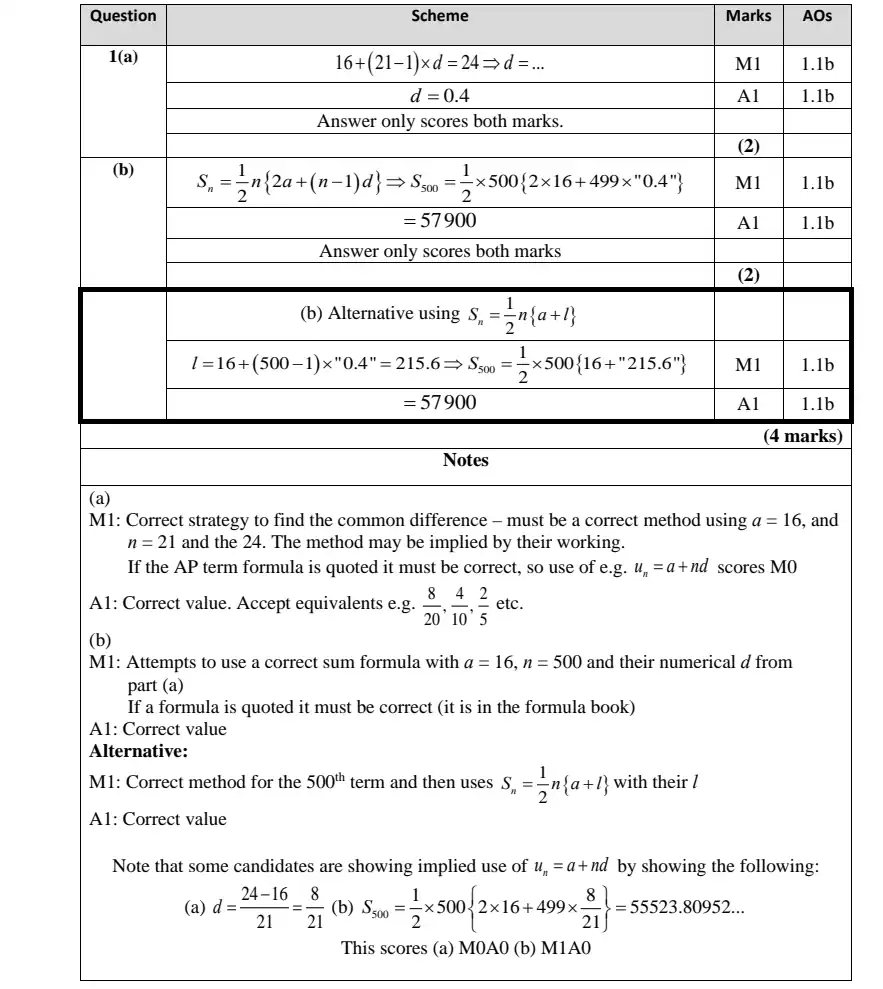 Question Scheme Marks AOs
1(a) 16+(21−1)×d = 24 ⇒ d = ... M1 1.1b
d = 0.4 A1 1.1b
Answer only scores both marks.
(2)
(b) Sₙ = 1/2 n{2a+(n−1)d} ⇒ S₅₀₀ = 1/2 ×500{2×16+499×"0.4"} M1 1.1b
= 57900 A1 1.1b
Answer only scores both marks
(2)
(b) Alternative using Sₙ = 1/2 n{a+l}
l = 16+(500−1)×"0.4" = 215.6 ⇒ S₅₀₀ = 1/2 ×500{16+"215.6"} M1 1.1b
= 57900 A1 1.1b
(4 marks)
Notes
(a)
M1: Correct strategy to find the common difference – must be a correct method using a = 16, and
n = 21 and the 24. The method may be implied by their working.
If the AP term formula is quoted it must be correct, so use of e.g. uₙ = a + nd scores M0
A1: Correct value. Accept equivalents e.g. 8/20, 4/10, 2/5 etc.
(b)
M1: Attempts to use a correct sum formula with a = 16, n = 500 and their numerical d from
part (a)
If a formula is quoted it must be correct (it is in the formula book)
A1: Correct value
Alternative:
M1: Correct method for the 500th term and then uses Sₙ = 1/2 n{a+l} with their l
A1: Correct value
Note that some candidates are showing implied use of uₙ = a + nd by showing the following:
(a) d = (24−16)/21 = 8/21 (b) S₅₀₀ = 1/2 ×500{2×16+499×8/21} = 55523.80952...
This scores (a) M0A0 (b) M1A0